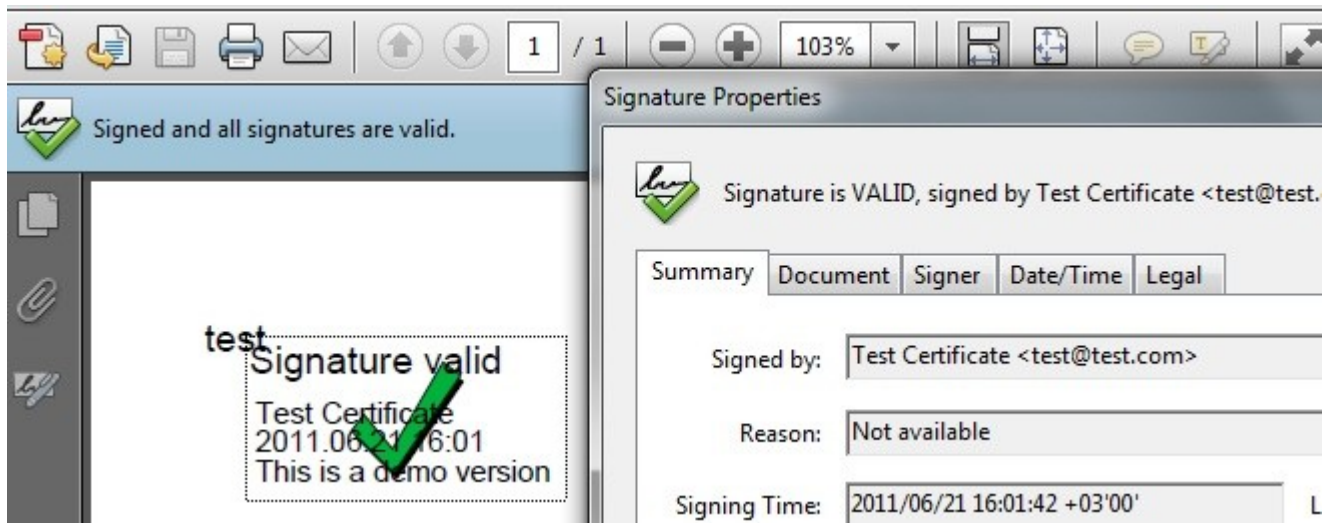 1 / 1
103%
Signed and all signatures are valid.
test
Signature valid
Test Certificate
2011.06.21 16:01
This is a demo version
Signature Properties
Signature is VALID, signed by Test Certificate <test@test.
Summary Document Signer Date/Time Legal
Signed by: Test Certificate <test@test.com>
Reason: Not available
Signing Time: 2011/06/21 16:01:42 +03'00'